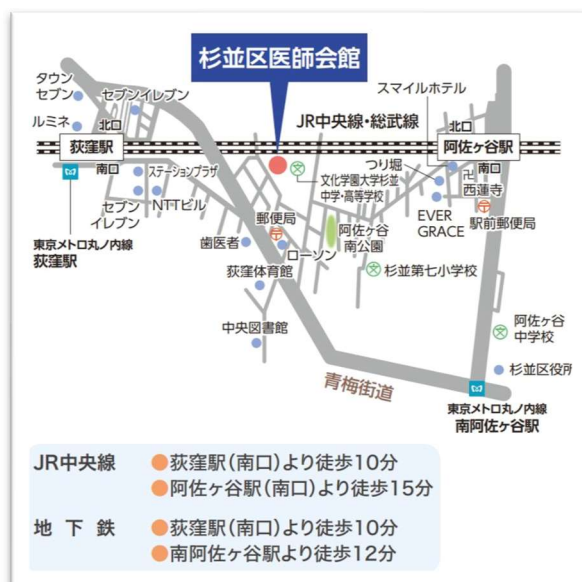 杉並区医師会館
タウン
セブン
セブンイレブン
スマイルホテル
ルミネ
北口
JR中央線・総武線
北口
荻窪駅
阿佐ヶ谷駅
南口
ステーションプラザ
つり堀
南口
文化学園大学杉並
中学・高等学校
卍
西蓮寺
セブン
イレブン
NTTビル
郵便局
EVER
GRACE
駅前郵便局
東京メトロ丸ノ内線
荻窪駅
歯医者
ローソン
阿佐ヶ谷
南公園
荻窪体育館
杉並第七小学校
中央図書館
阿佐ヶ谷
中学校
杉並区役所
青梅街道
東京メトロ丸ノ内線
南阿佐ヶ谷駅
JR中央線 ●荻窪駅(南口)より徒歩10分
●阿佐ヶ谷駅(南口)より徒歩15分
地下鉄 ●荻窪駅(南口)より徒歩10分
●南阿佐ヶ谷駅より徒歩12分